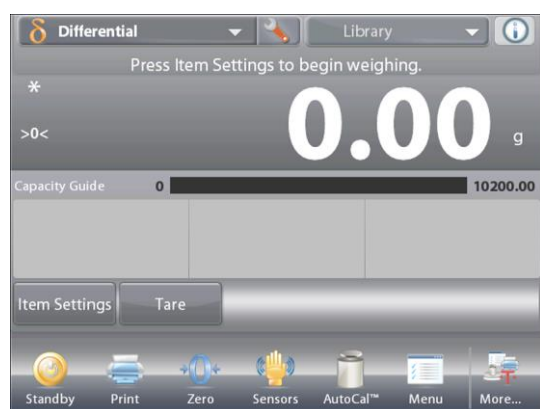 δ Differential Library
Press Item Settings to begin weighing.
*
>0< 0.00 g
Capacity Guide 0 10200.00
Item Settings Tare
Standby Print Zero Sensors AutoCal™ Menu More...